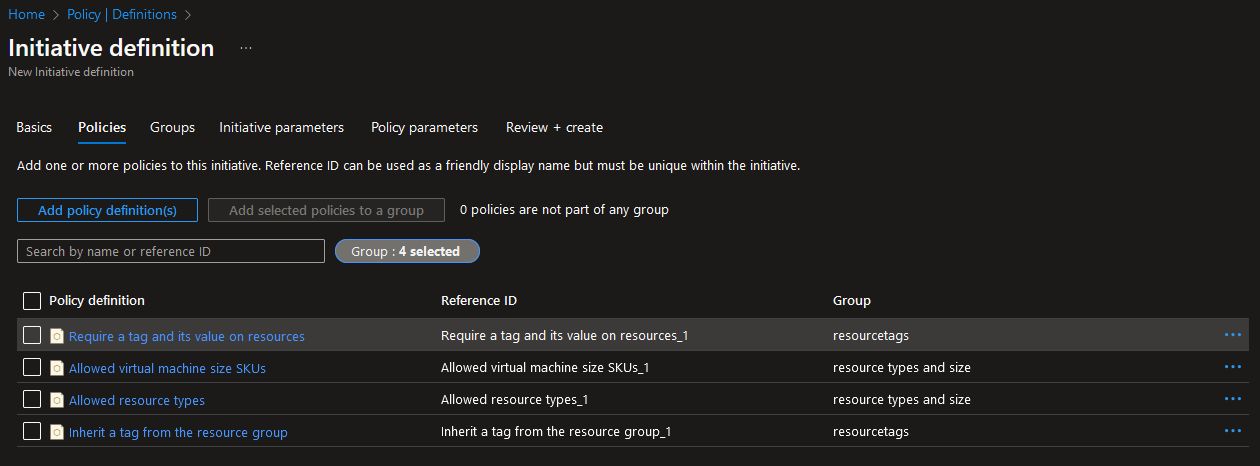 Home > Policy | Definitions >
Initiative definition ...
New Initiative definition
Basics Policies Groups Initiative parameters Policy parameters Review + create
Add one or more policies to this initiative. Reference ID can be used as a friendly display name but must be unique within the initiative.
Add policy definition(s) Add selected policies to a group 0 policies are not part of any group
Search by name or reference ID Group : 4 selected
Policy definition Reference ID Group
Require a tag and its value on resources Require a tag and its value on resources_1 resourcetags ...
Allowed virtual machine size SKUs Allowed virtual machine size SKUs_1 resource types and size ...
Allowed resource types Allowed resource types_1 resource types and size ...
Inherit a tag from the resource group Inherit a tag from the resource group_1 resourcetags ...